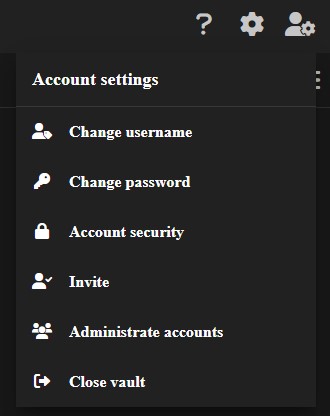 Account settings
Change username
Change password
Account security
Invite
Administrate accounts
Close vault